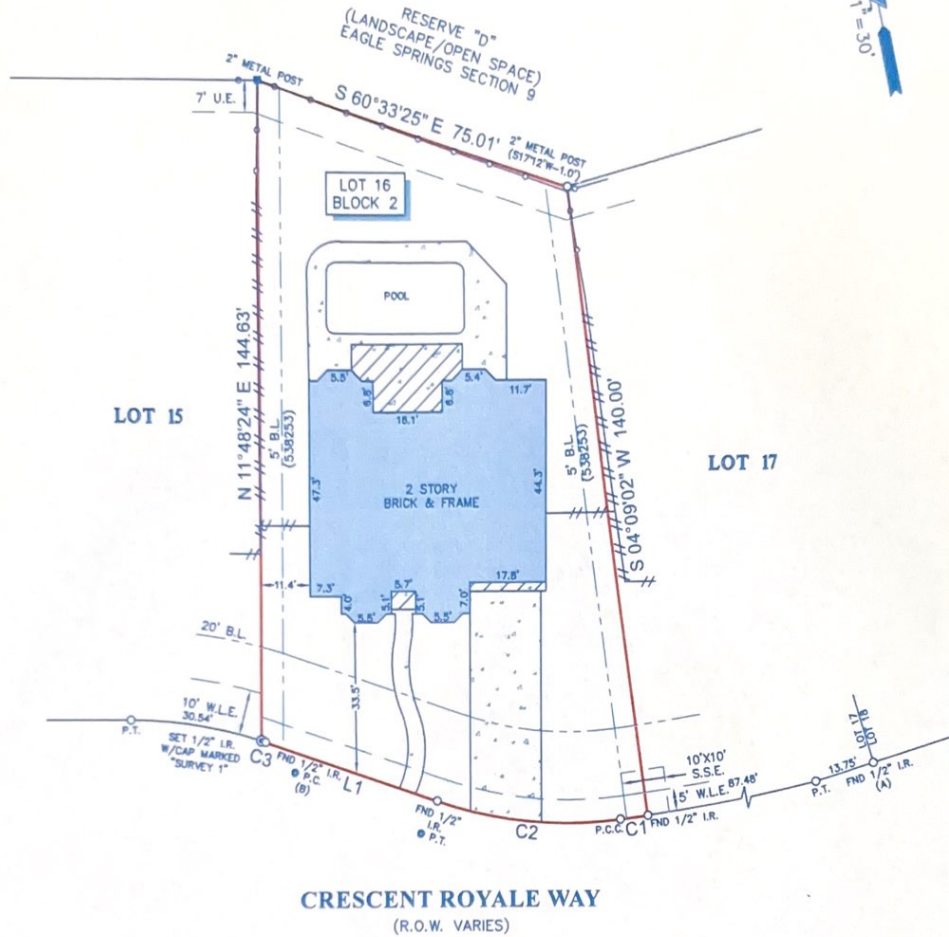 RESERVE "D"
(LANDSCAPE/OPEN SPACE)
EAGLE SPRINGS SECTION 9
1" = 30'
2" METAL POST
7' U.E.
S 60°33'25" E 75.01'
2" METAL POST
(S17°12'W-1.0')
LOT 16
BLOCK 2
POOL
N 11°48'24" E 144.63'
5' B.L.
(538253)
LOT 15
5.5'
6.8'
16.1'
6.8'
5.4'
11.7'
47.3'
2 STORY
BRICK & FRAME
44.3'
5' B.L.
(538253)
S 04°09'02" W 140.00'
LOT 17
11.4'
7.3'
4.0'
5.5'
5.1'
5.7'
5.1'
5.5'
7.0'
17.8'
20' B.L.
33.5'
10' W.L.E.
30.54'
P.T.
SET 1/2" I.R.
W/CAP MARKED
"SURVEY 1"
C3
FND 1/2" I.R.
P.C.
(B)
L1
FND 1/2"
I.R.
P.T.
C2
P.C.C.
C1
FND 1/2" I.R.
10'X10'
S.S.E.
5' W.L.E.
87.48'
P.T.
13.75'
FND 1/2" I.R.
(A)
LOT 17
LOT 18
CRESCENT ROYALE WAY
(R.O.W. VARIES)